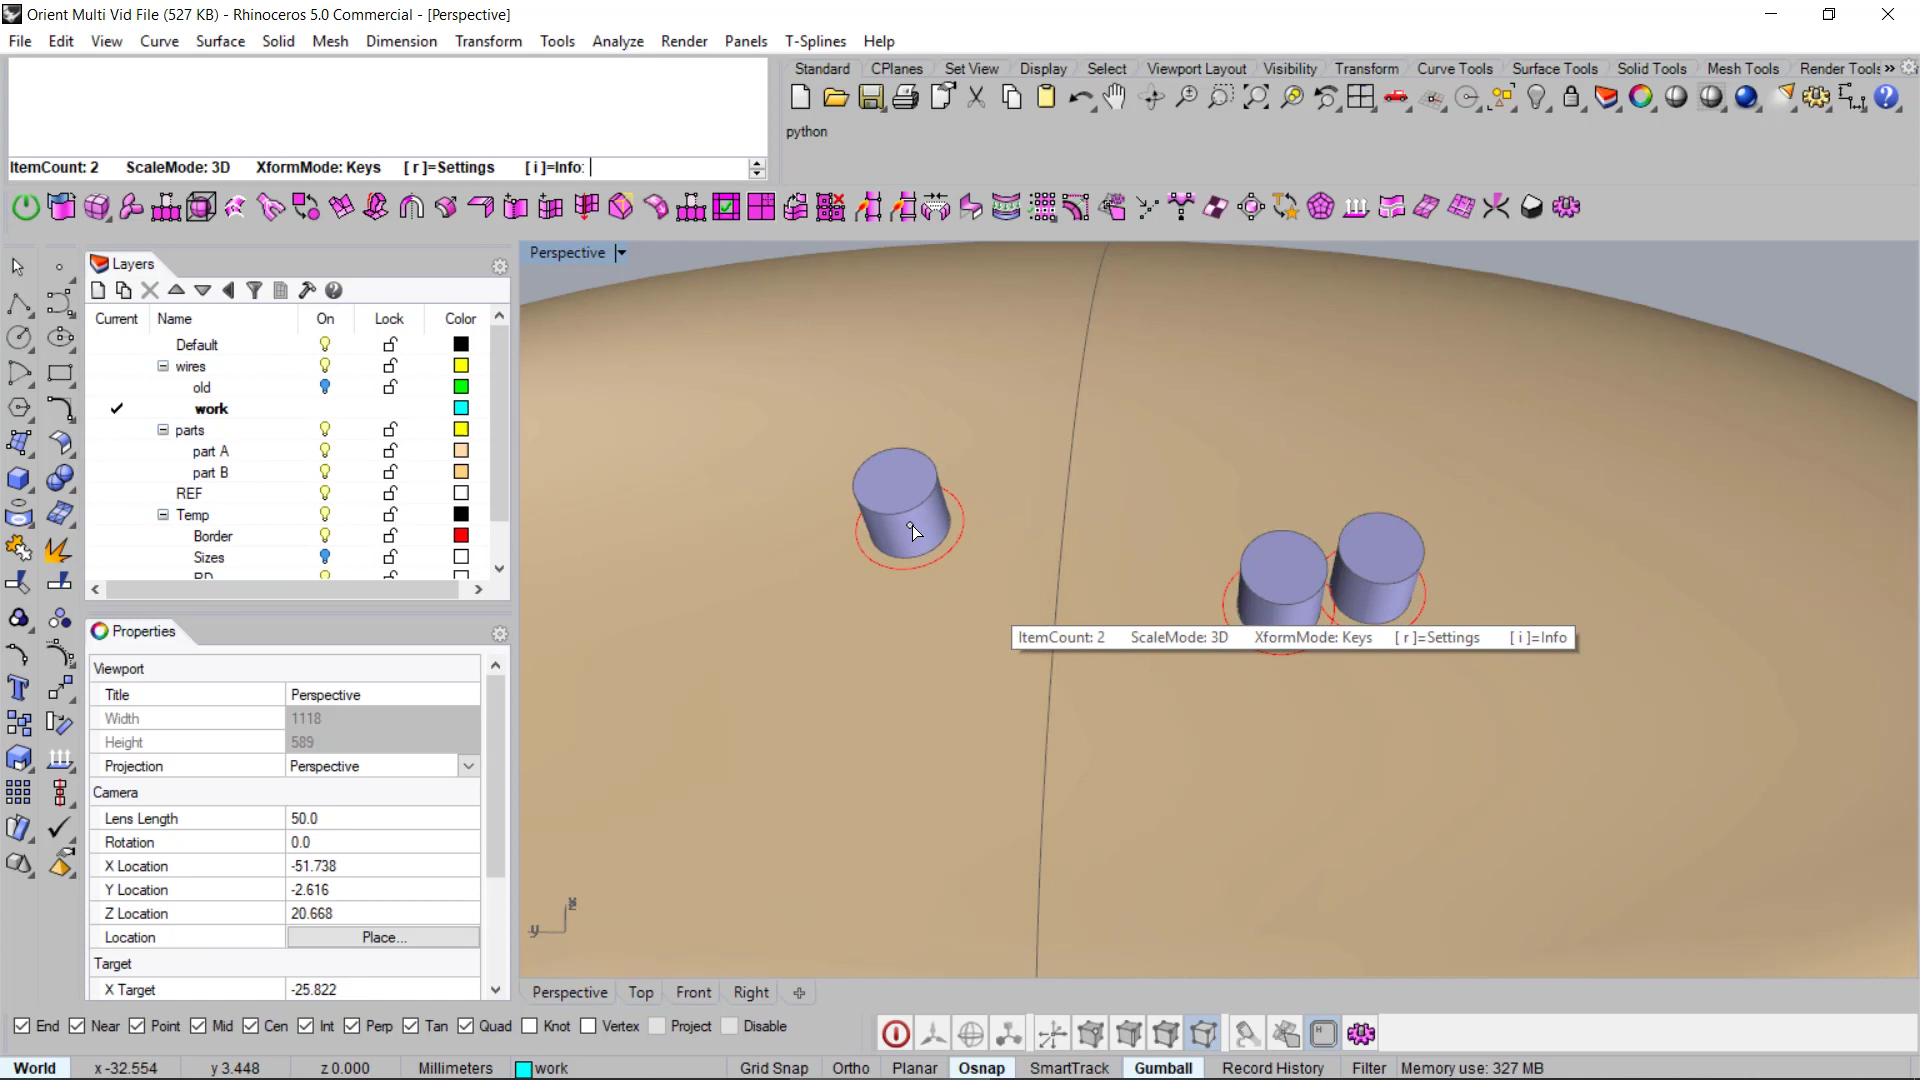 Orient Multi Vid File (527 KB) - Rhinoceros 5.0 Commercial - [Perspective]
File Edit View Curve Surface Solid Mesh Dimension Transform Tools Analyze Render Panels T-Splines Help
Standard CPlanes Set View Display Select Viewport Layout Visibility Transform Curve Tools Surface Tools Solid Tools Mesh Tools Render Tools »
python
ItemCount: 2 ScaleMode: 3D XformMode: Keys [ r ]=Settings [ i ]=Info:
Layers
Current Name On Lock Color
Default
wires
old
work
parts
part A
part B
REF
Temp
Border
Sizes
Properties
Viewport
Title Perspective
Width 1118
Height 589
Projection Perspective
Camera
Lens Length 50.0
Rotation 0.0
X Location -51.738
Y Location -2.616
Z Location 20.668
Location Place...
Target
X Target -25.822
Perspective
ItemCount: 2 ScaleMode: 3D XformMode: Keys [ r ]=Settings [ i ]=Info
y
Perspective Top Front Right
End Near Point Mid Cen Int Perp Tan Quad Knot Vertex Project Disable
World x -32.554 y 3.448 z 0.000 Millimeters work Grid Snap Ortho Planar Osnap SmartTrack Gumball Record History Filter Memory use: 327 MB